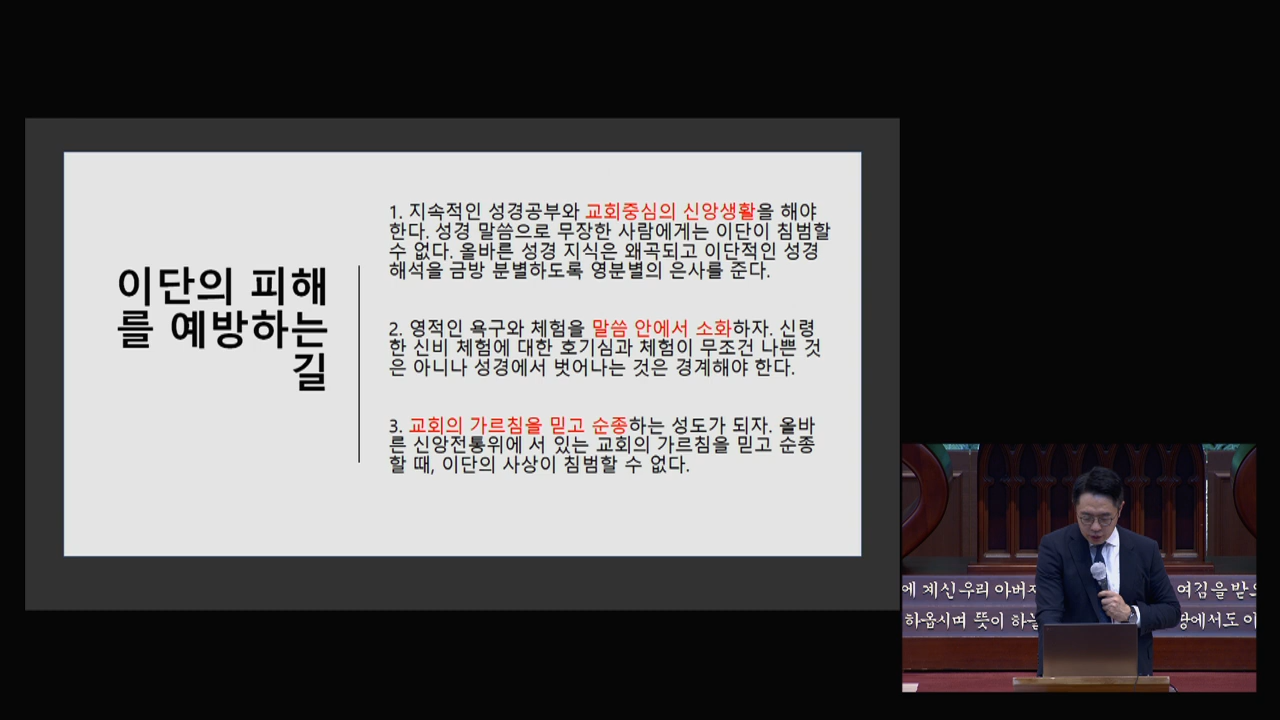 이단의 피해
를 예방하는
길
1. 지속적인 성경공부와 교회중심의 신앙생활을 해야
한다. 성경 말씀으로 무장한 사람에게는 이단이 침범할
수 없다. 올바른 성경 지식은 왜곡되고 이단적인 성경
해석을 금방 분별하도록 영분별의 은사를 준다.
2. 영적인 욕구와 체험을 말씀 안에서 소화하자. 신령
한 신비 체험에 대한 호기심과 체험이 무조건 나쁜 것
은 아니나 성경에서 벗어나는 것은 경계해야 한다.
3. 교회의 가르침을 믿고 순종하는 성도가 되자. 올바
른 신앙전통위에 서 있는 교회의 가르침을 믿고 순종
할 때, 이단의 사상이 침범할 수 없다.
에 계신 우리 아버지 여김을 받으
하옵시며 뜻이 하늘 땅에서도 이